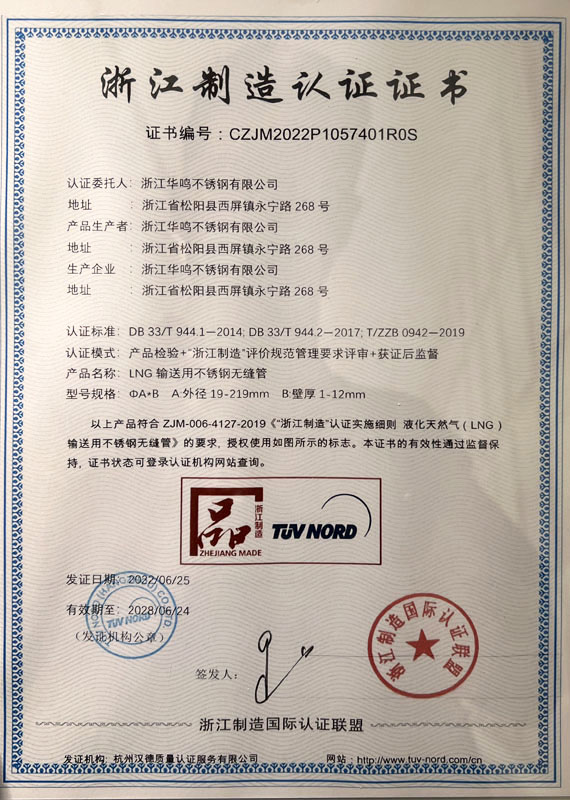 浙江制造认证证书
证书编号：CZJM2022P1057401R0S
认证委托人：浙江华鸣不锈钢有限公司
地址：浙江省松阳县西屏镇永宁路 268 号
产品生产者：浙江华鸣不锈钢有限公司
地址：浙江省松阳县西屏镇永宁路 268 号
生产企业：浙江华鸣不锈钢有限公司
地址：浙江省松阳县西屏镇永宁路 268 号
认证标准：DB 33/T 944.1—2014; DB 33/T 944.2—2017; T/ZZB 0942—2019
认证模式：产品检验+"浙江制造"评价规范管理要求评审+获证后监督
产品名称：LNG 输送用不锈钢无缝管
型号规格：ΦA*B A:外径 19-219mm B:壁厚 1-12mm
以上产品符合 ZJM-006-4127-2019《"浙江制造"认证实施细则 液化天然气（LNG）
输送用不锈钢无缝管》的要求，授权使用如图所示的标志。本证书的有效性通过监督保
持，证书状态可登录认证机构网站查询。
品
浙江制造
ZHEJIANG MADE
TÜV NORD
发证日期：2022/06/25
有效期至：2028/06/24
（发证机构公章）
TÜV NORD
签发人：
浙江制造国际认证联盟
浙江制造国际认证联盟
发证机构：杭州汉德质量认证服务有限公司
网站：http://www.tuv-nord.com/cn